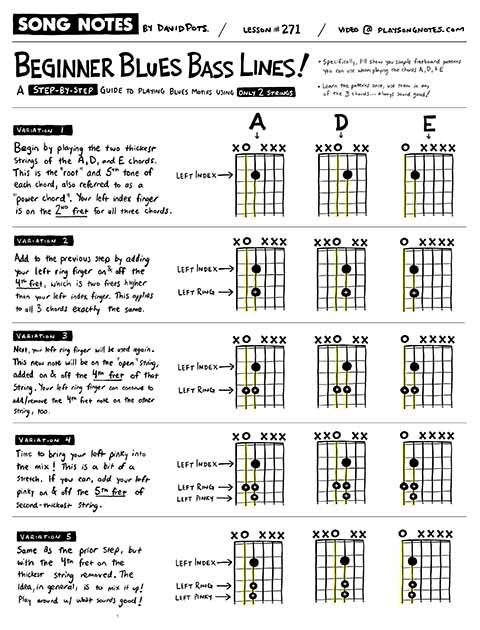 SONG NOTES BY DAVID POTS. / LESSON #271 / VIDEO @ PLAYSONGNOTES.COM
BEGINNER BLUES BASS LINES!
A STEP-BY-STEP GUIDE TO PLAYING BLUES MOTIFS USING ONLY 2 STRINGS
• Specifically, I'll show you simple fretboard patterns
you can use when playing the chords A, D, & E
• Learn the patterns once, use them in any
of the 3 chords... Always sound good!
A D E
VARIATION 1
Begin by playing the two thickest
strings of the A, D, and E chords.
This is the "root" and 5th tone of
each chord, also referred to as a
"power chord". Your left index finger
is on the 2nd fret for all three chords.
XO XXX XXO XX O XXXX
LEFT INDEX→
VARIATION 2
Add to the previous step by adding
your left ring finger on & off the
4th fret, which is two frets higher
than your left index finger. This applies
to all 3 chords exactly the same.
XO XXX XXO XX O XXXX
LEFT INDEX→
LEFT RING→
VARIATION 3
Next, your left ring finger will be used again.
This new note will be on the "open" string,
added on & off the 4th fret of that
string. Your left ring finger can continue to
add/remove the 4th fret note on the other
string, too.
XO XXX XXO XX O XXXX
LEFT INDEX→
LEFT RING→
VARIATION 4
Time to bring your left pinky into
the mix! This is a bit of a
stretch. If you can, add your left
pinky on & off the 5th fret of
second-thickest string.
XO XXX XXO XX O XXXX
LEFT INDEX→
LEFT RING→
LEFT PINKY→
VARIATION 5
Same as the prior step, but
with the 4th fret on the
thickest string removed. The
idea, in general, is to mix it up!
Play around w/ what sounds good!
XO XXX XXO XX O XXXX
LEFT INDEX→
LEFT RING→
LEFT PINKY→